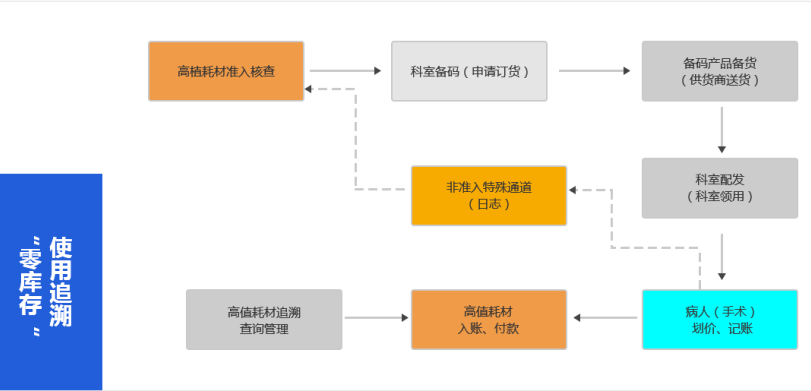 高植耗材准入核查
科室备码（申请订货）
备码产品备货
（供货商送货）
科室配发
（科室领用）
非准入特殊通道
（日志）
使用追溯
“零库存“
高值耗材追溯
查询管理
高值耗材
入账、付款
病人（手术）
划价、记账